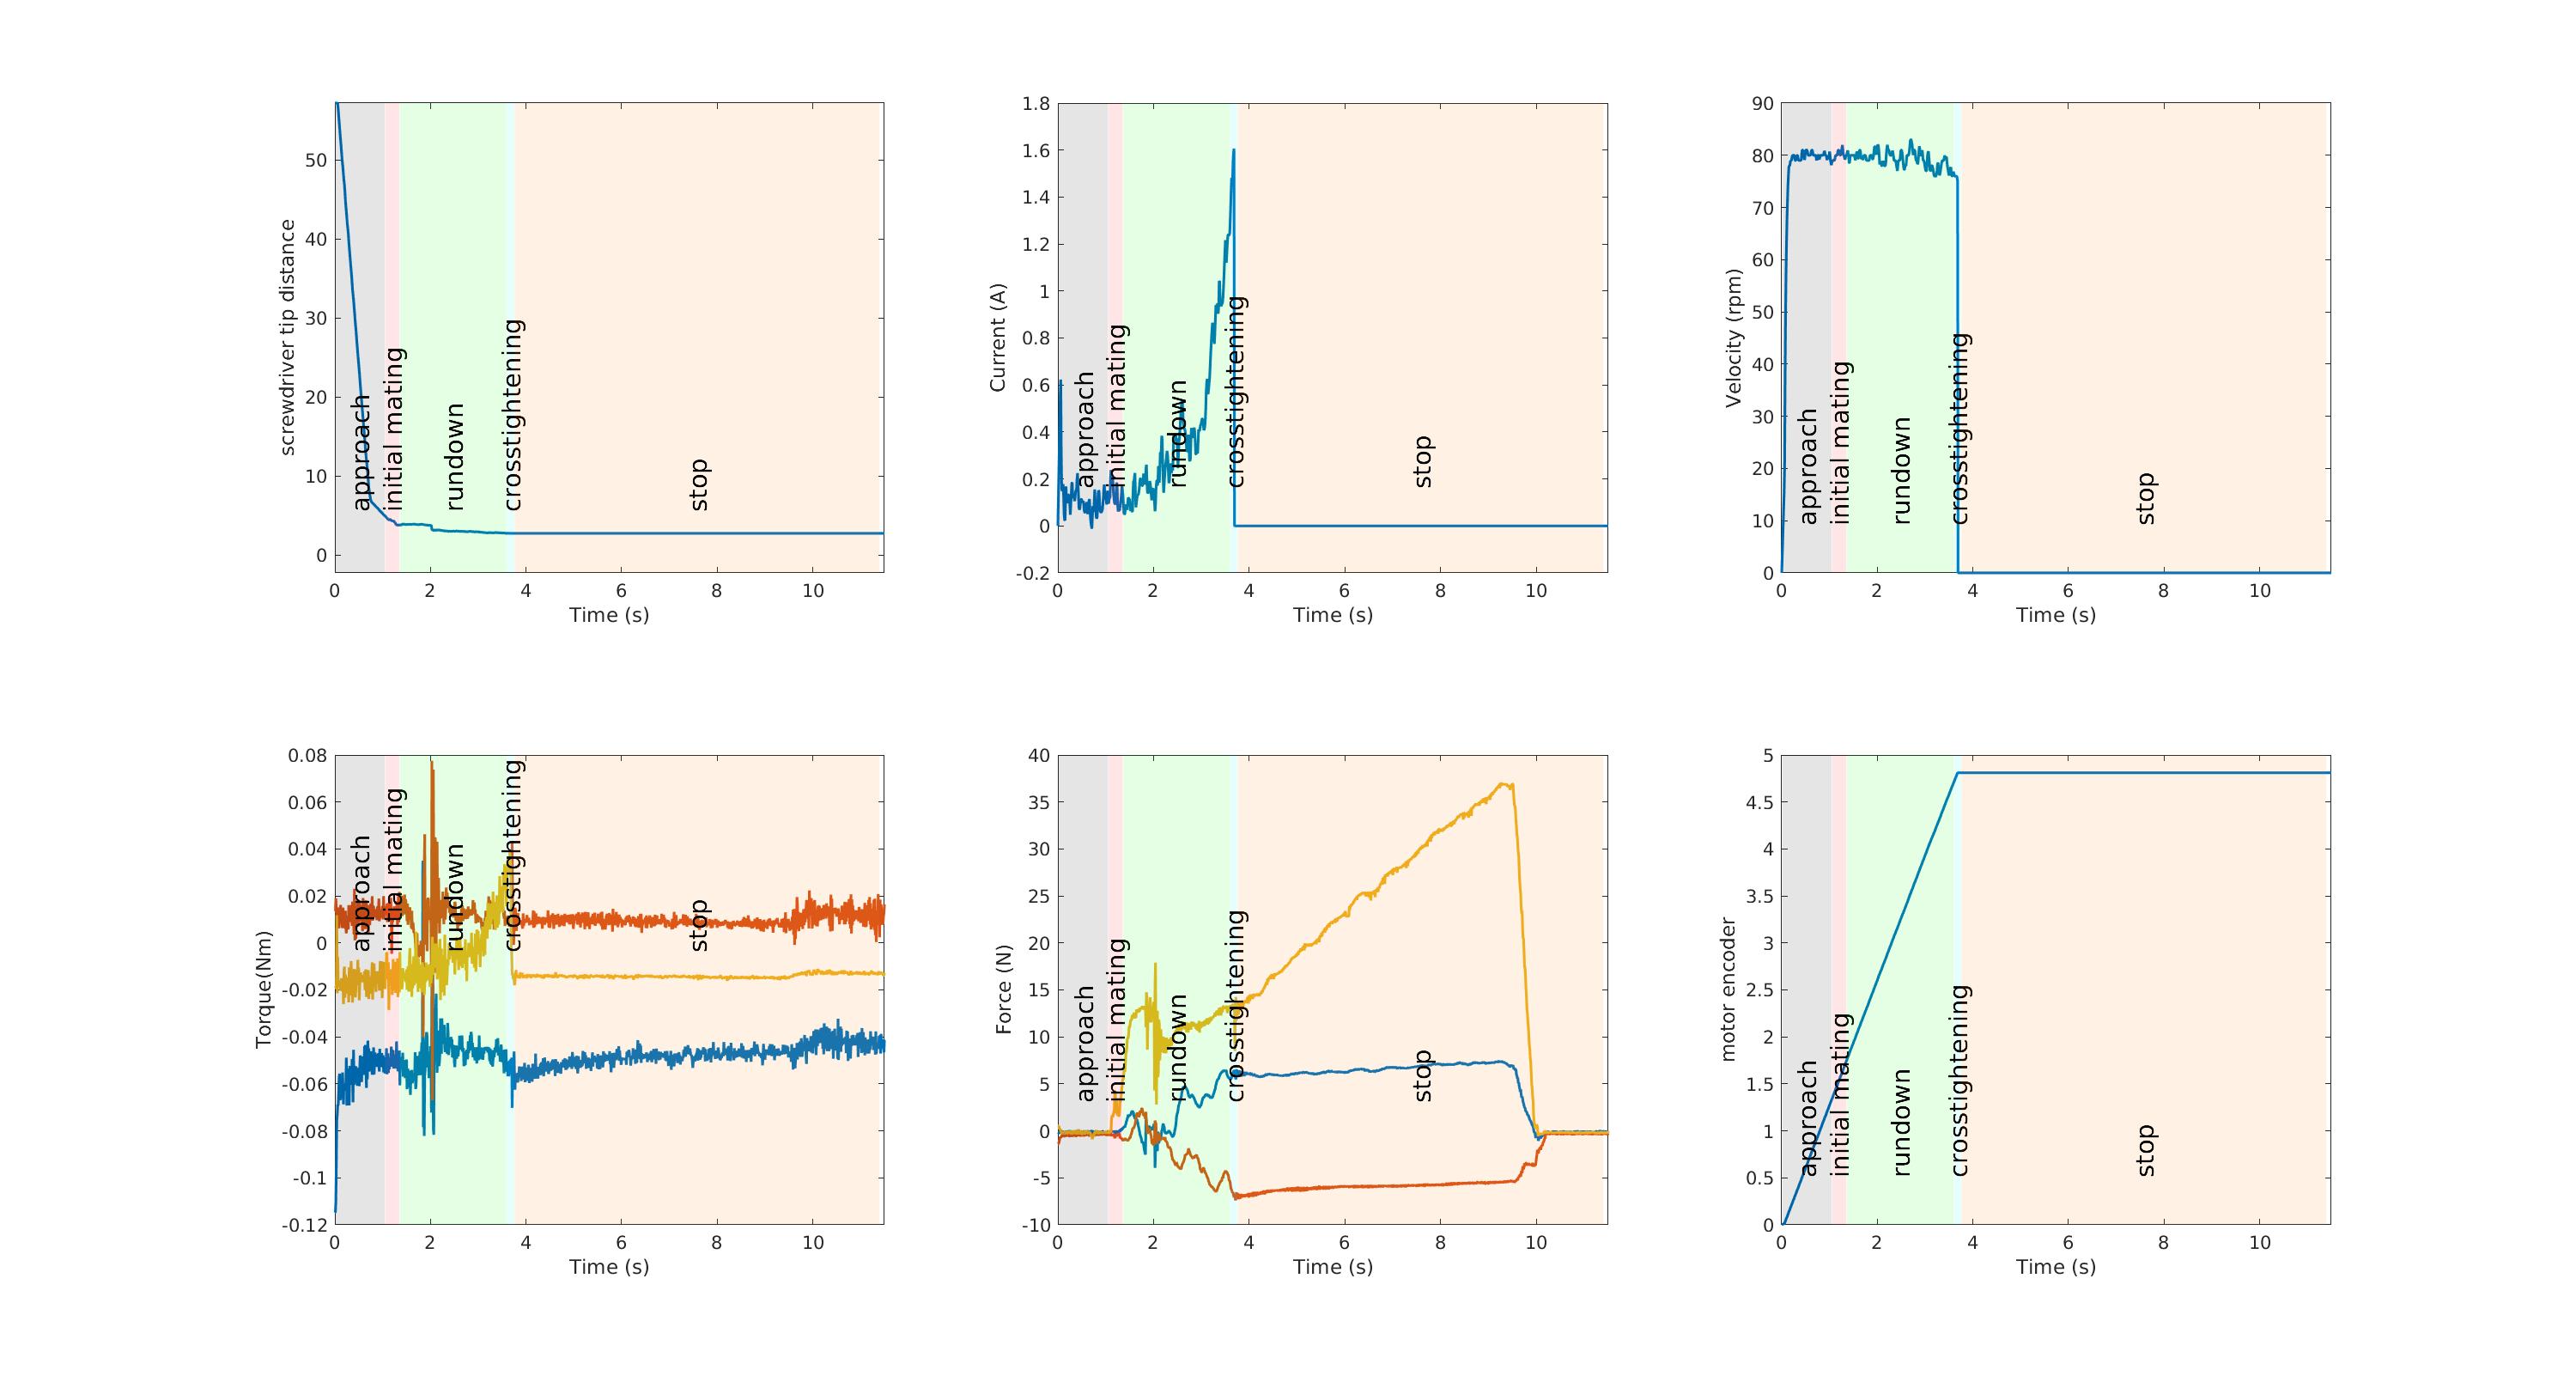 screwdriver tip distance
50
40
30
20
10
0
approach
initial mating
rundown
crosstightening
stop
0 2 4 6 8 10
Time (s)
Current (A)
1.8
1.6
1.4
1.2
1
0.8
0.6
0.4
0.2
0
-0.2
approach
initial mating
rundown
crosstightening
stop
0 2 4 6 8 10
Time (s)
Velocity (rpm)
90
80
70
60
50
40
30
20
10
0
approach
initial mating
rundown
crosstightening
stop
0 2 4 6 8 10
Time (s)
Torque(Nm)
0.08
0.06
0.04
0.02
0
-0.02
-0.04
-0.06
-0.08
-0.1
-0.12
approach
initial mating
rundown
crosstightening
stop
0 2 4 6 8 10
Time (s)
Force (N)
40
35
30
25
20
15
10
5
0
-5
-10
approach
initial mating
rundown
crosstightening
stop
0 2 4 6 8 10
Time (s)
motor encoder
5
4.5
4
3.5
3
2.5
2
1.5
1
0.5
0
approach
initial mating
rundown
crosstightening
stop
0 2 4 6 8 10
Time (s)